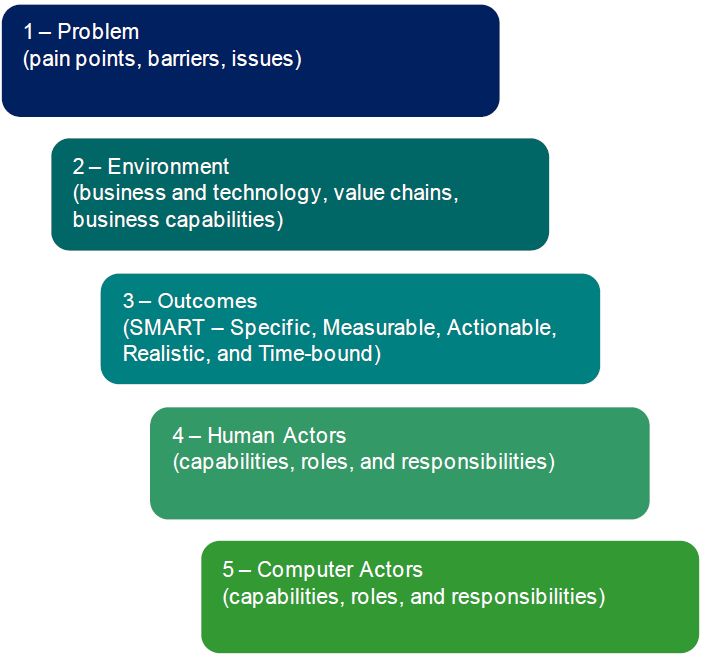 1 – Problem
(pain points, barriers, issues)
2 – Environment
(business and technology, value chains,
business capabilities)
3 – Outcomes
(SMART – Specific, Measurable, Actionable,
Realistic, and Time-bound)
4 – Human Actors
(capabilities, roles, and responsibilities)
5 – Computer Actors
(capabilities, roles, and responsibilities)